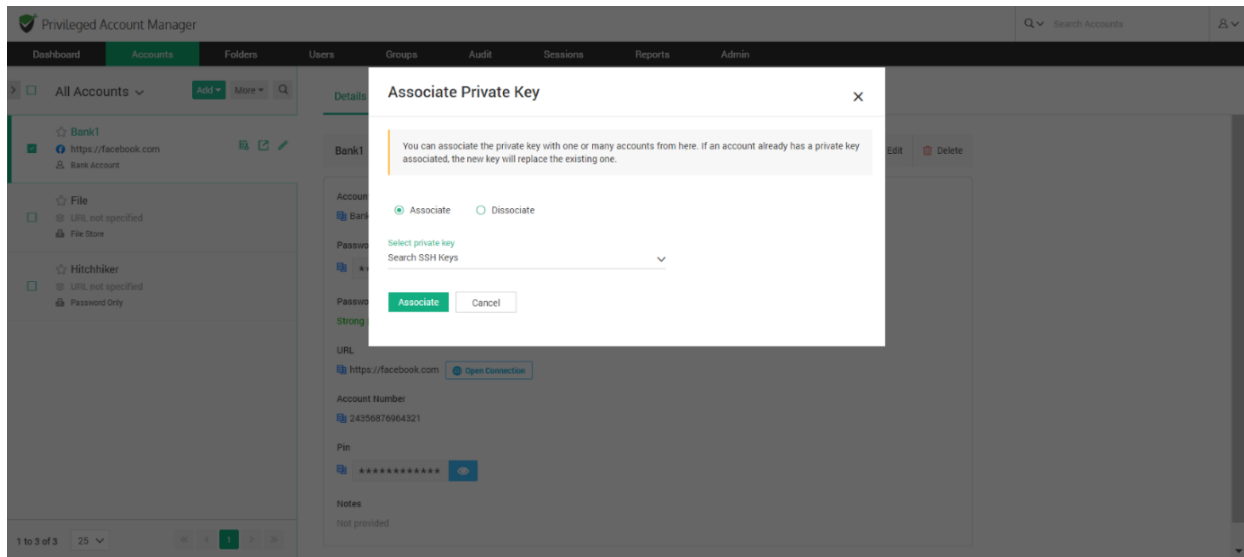 Privileged Account Manager
Search Accounts
Dashboard Accounts Folders Users Groups Audit Sessions Reports Admin
All Accounts
Add More
Bank1
https://facebook.com
Bank Account
File
URL not specified
File Store
Hitchhiker
URL not specified
Password Only
1 to 3 of 3 25 1
Details
Bank1
Edit Delete
Associate Private Key
You can associate the private key with one or many accounts from here. If an account already has a private key
associated, the new key will replace the existing one.
Associate Dissociate
Select private key
Search SSH Keys
Associate Cancel
Accoun
Bank
Passwo
**
Passwo
Strong
URL
https://facebook.com Open Connection
Account Number
24356876964321
Pin
************
Notes
Not provided